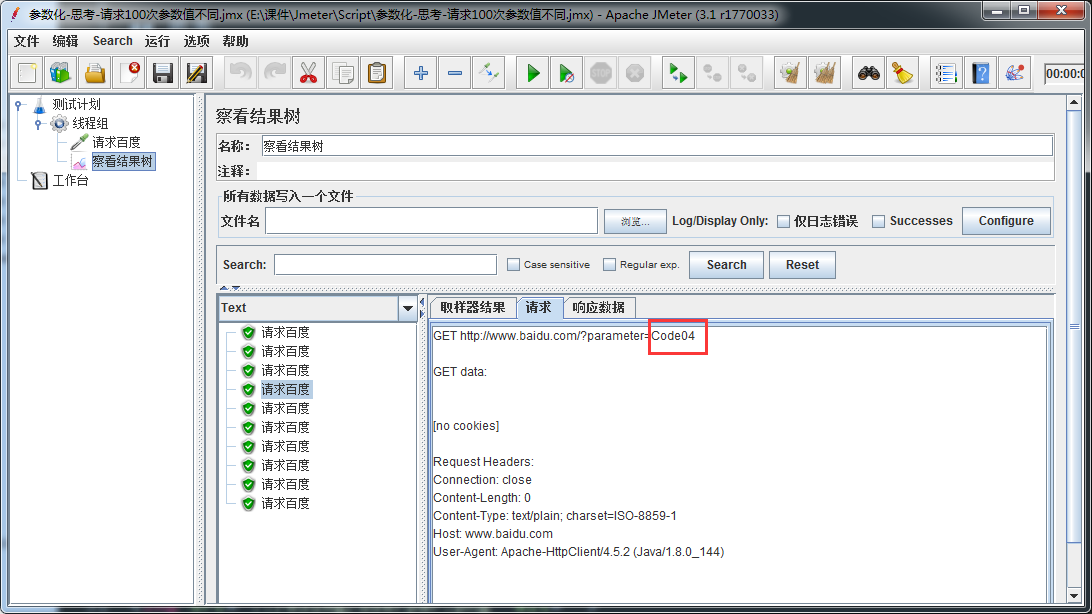 参数化-思考-请求100次参数值不同.jmx (E:\课件\Jmeter\Script\参数化-思考-请求100次参数值不同.jmx) - Apache JMeter (3.1 r1770033)
文件 编辑 Search 运行 选项 帮助
00:00:0
测试计划
线程组
请求百度
察看结果树
工作台
察看结果树
名称： 察看结果树
注释：
所有数据写入一个文件
文件名 浏览... Log/Display Only: 仅日志错误 Successes Configure
Search: Case sensitive Regular exp. Search Reset
Text
请求百度
请求百度
请求百度
请求百度
请求百度
请求百度
请求百度
请求百度
请求百度
请求百度
取样器结果 请求 响应数据
GET http://www.baidu.com/?parameter=Code04
GET data:
[no cookies]
Request Headers:
Connection: close
Content-Length: 0
Content-Type: text/plain; charset=ISO-8859-1
Host: www.baidu.com
User-Agent: Apache-HttpClient/4.5.2 (Java/1.8.0_144)